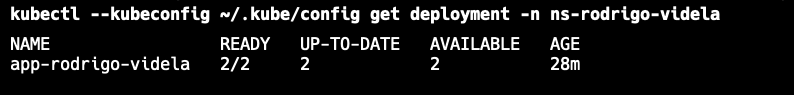 kubectl --kubeconfig ~/.kube/config get deployment -n ns-rodrigo-videla
NAME READY UP-TO-DATE AVAILABLE AGE
app-rodrigo-videla 2/2 2 2 28m